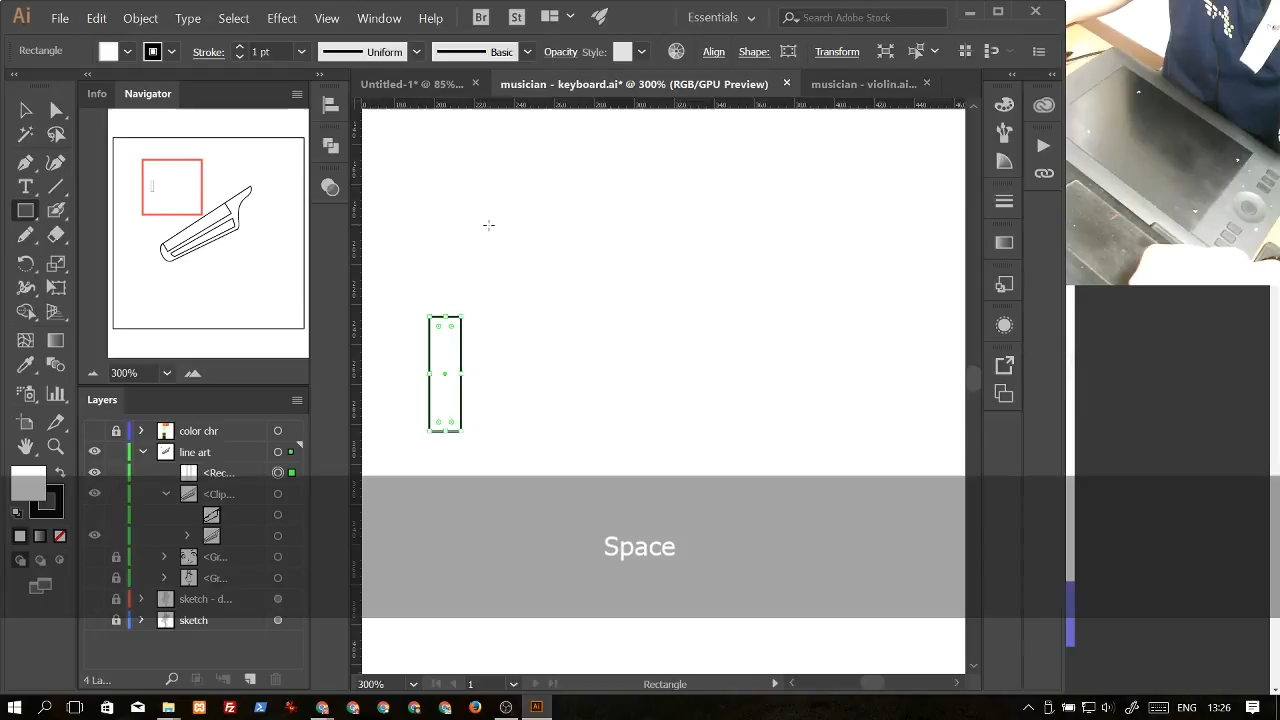 Ai File Edit Object Type Select Effect View Window Help Br St Essentials Search Adobe Stock
Rectangle Stroke: 1 pt Uniform Basic Opacity Style: Align Shape: Transform
Info Navigator
Untitled-1* @ 85%... musician - keyboard.ai* @ 300% (RGB/GPU Preview) musician - violin.ai...
300%
Layers
color chr
line art
<Rec...
<Clip...
<Gr...
<Gr...
sketch - d...
sketch
Space
4 La...
300% 1 Rectangle
ENG 13:26